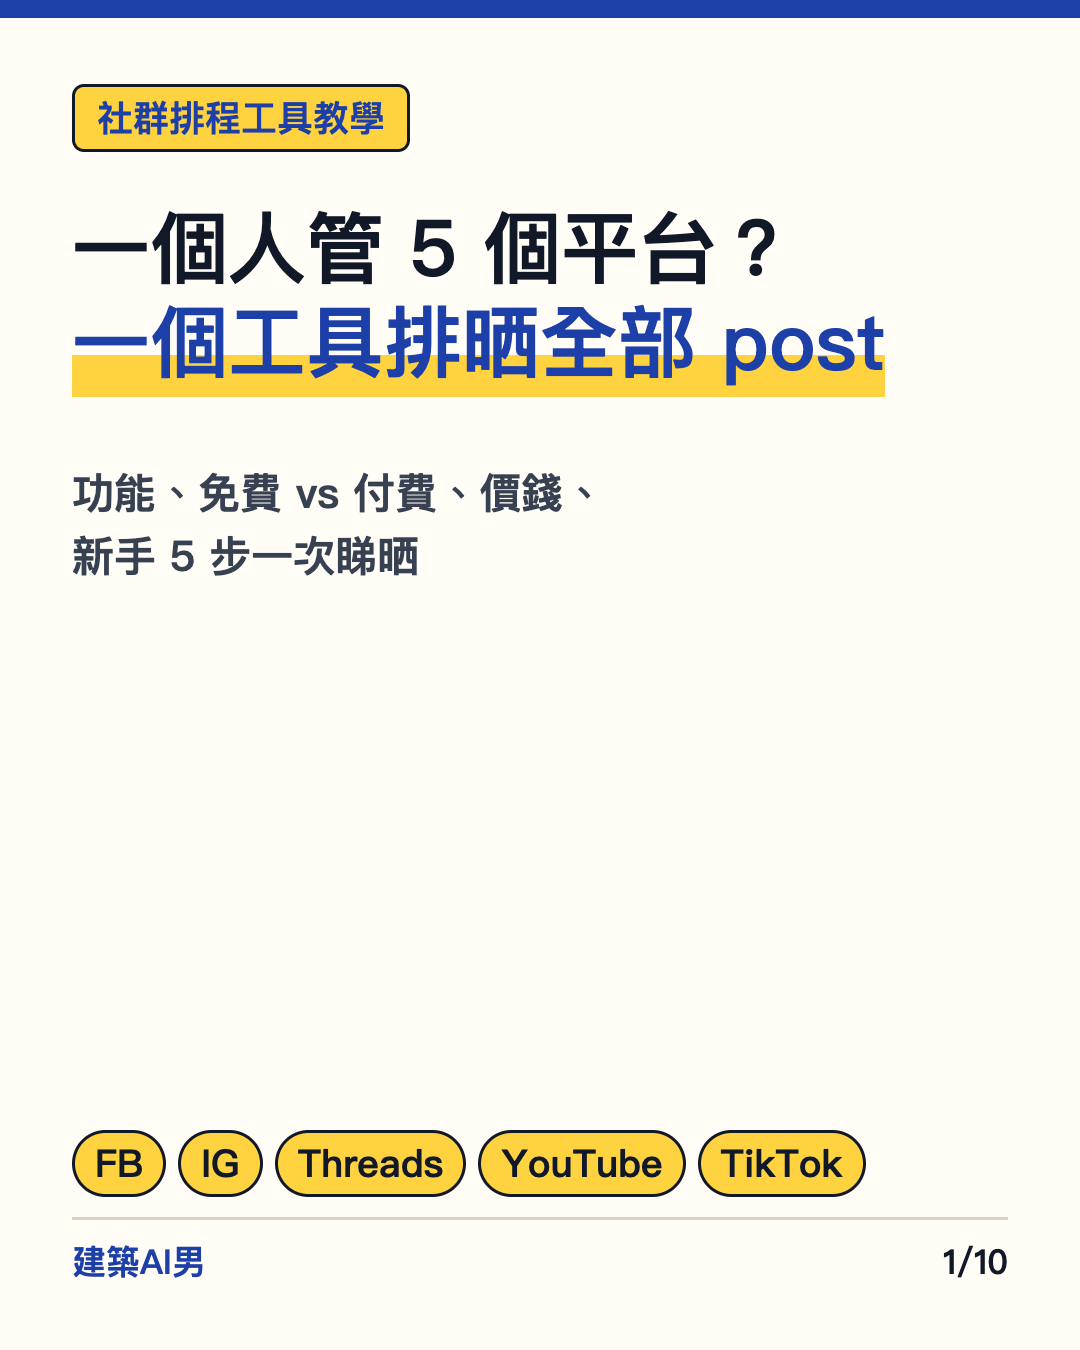 社群排程工具教學
一個人管 5 個平台？
一個工具排晒全部 post
功能、免費 vs 付費、價錢、
新手 5 步一次睇晒
FB IG Threads YouTube TikTok
建築AI男 1/10